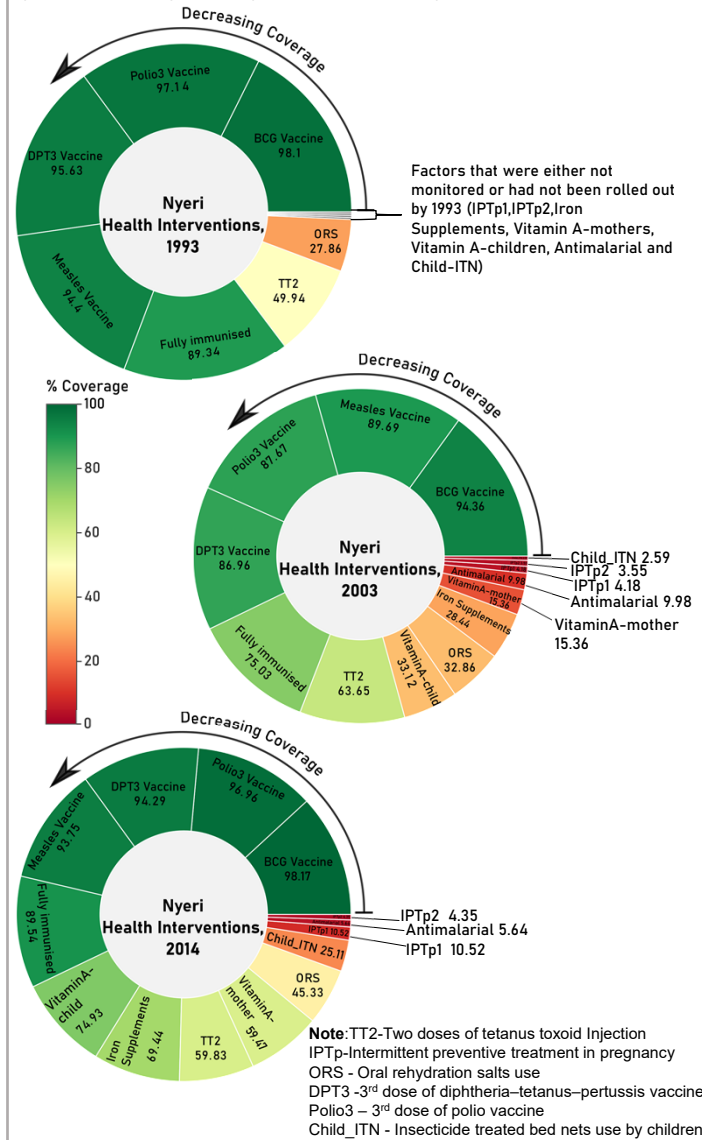 Decreasing Coverage
Polio3 Vaccine
97.14
BCG Vaccine
98.1
DPT3 Vaccine
95.63
Measles Vaccine
94.4
Fully immunised
89.34
TT2
49.94
ORS
27.86
Nyeri
Health Interventions,
1993
Factors that were either not
monitored or had not been rolled out
by 1993 (IPTp1,IPTp2,Iron
Supplements, Vitamin A-mothers,
Vitamin A-children, Antimalarial and
Child-ITN)
% Coverage
100
80
60
40
20
0
Decreasing Coverage
Measles Vaccine
89.69
BCG Vaccine
94.36
Polio3 Vaccine
87.67
DPT3 Vaccine
86.96
Fully immunised
75.03
TT2
63.65
VitaminA-child
33.12
ORS
32.86
Iron Supplements
28.44
VitaminA-mother
15.36
Antimalarial 9.98
Nyeri
Health Interventions,
2003
Child_ITN 2.59
IPTp2 3.55
IPTp1 4.18
Antimalarial 9.98
VitaminA-mother
15.36
Decreasing Coverage
Polio3 Vaccine
96.96
BCG Vaccine
98.17
DPT3 Vaccine
94.29
Measles Vaccine
93.75
Fully immunised
89.54
VitaminA-
child
74.93
Iron
Supplements
69.44
TT2
59.83
VitaminA-
mother
59.47
ORS
45.33
Child_ITN 25.11
IPTp1 10.52
Nyeri
Health Interventions,
2014
IPTp2 4.35
Antimalarial 5.64
IPTp1 10.52
Note:TT2-Two doses of tetanus toxoid Injection
IPTp-Intermittent preventive treatment in pregnancy
ORS - Oral rehydration salts use
DPT3 -3rd dose of diphtheria–tetanus–pertussis vaccine
Polio3 – 3rd dose of polio vaccine
Child_ITN - Insecticide treated bed nets use by children